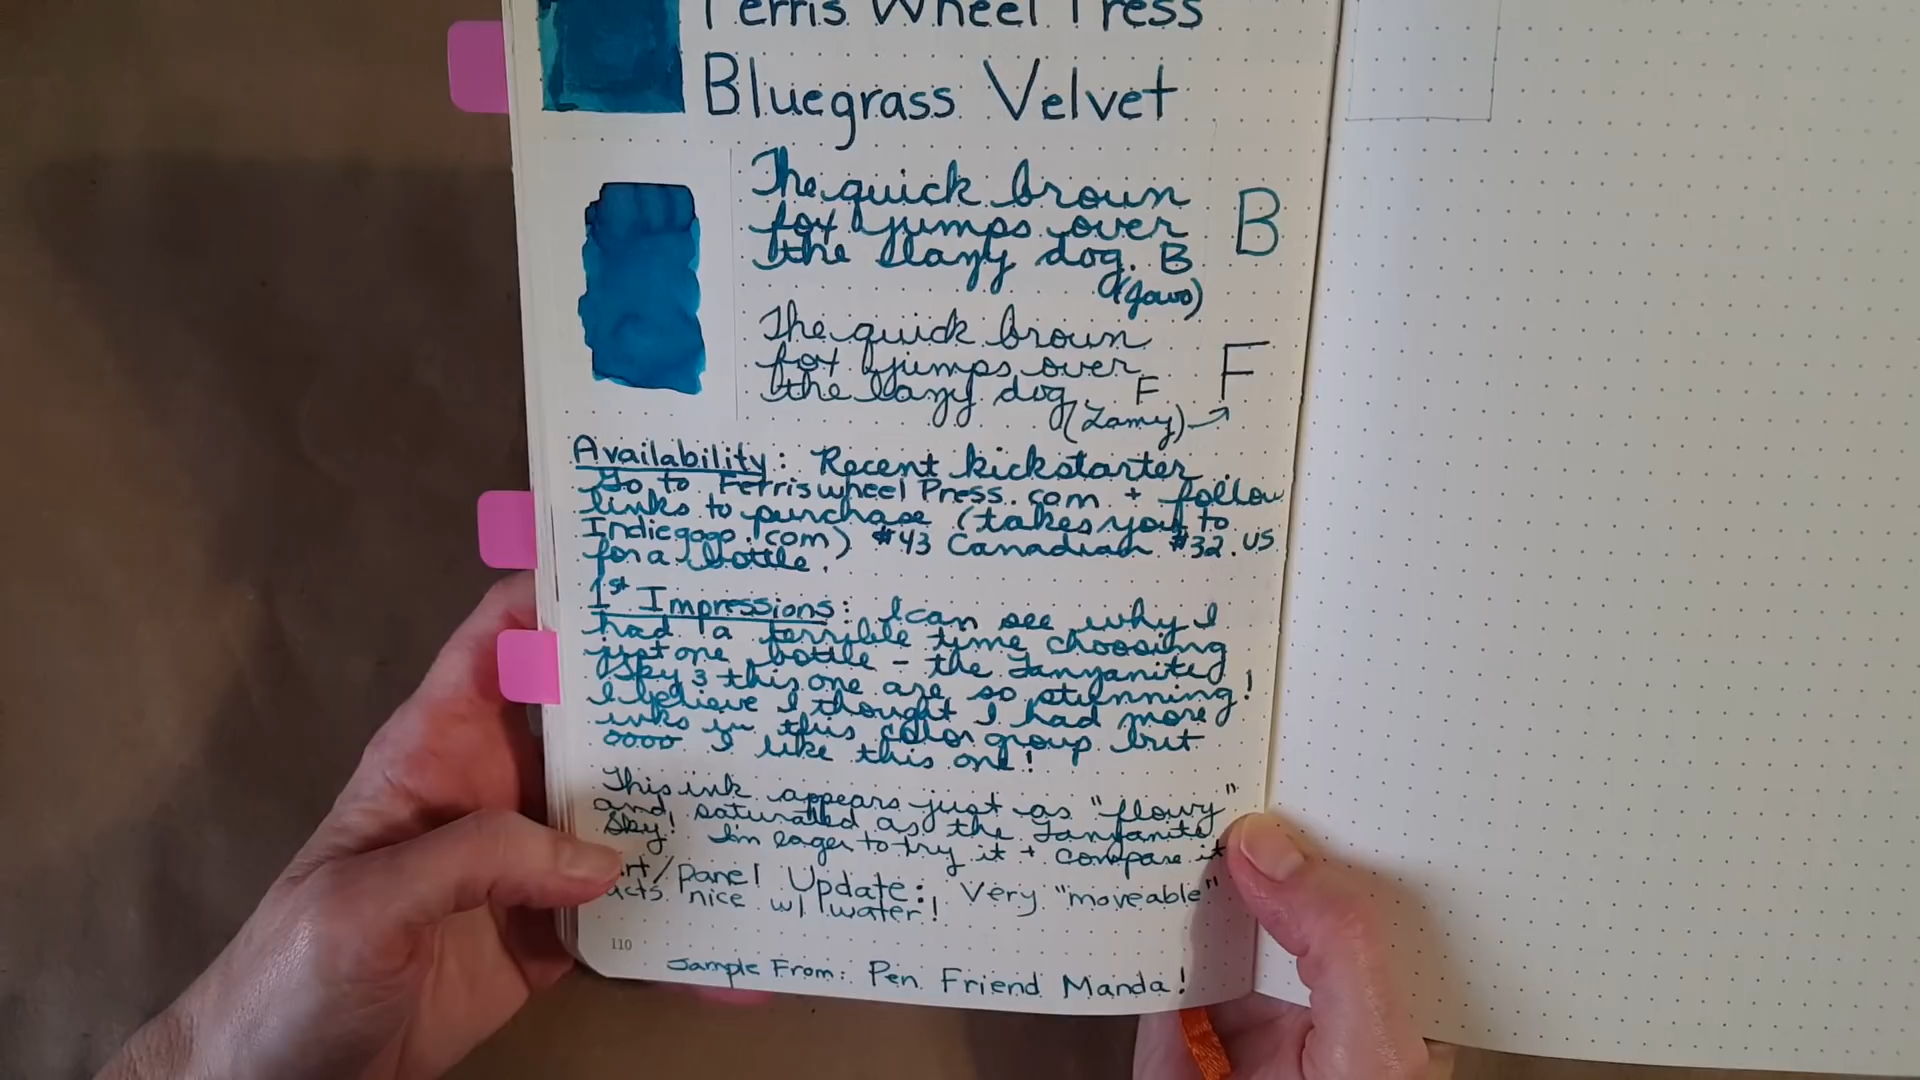 Ferris Wheel Press
Bluegrass Velvet
The quick brown
fox jumps over
the lazy dog. B
(Jowo)
B
The quick brown
fox jumps over
the lazy dog F
(Lamy)→
F
Availability: Recent kickstarter
Go to FerriswheelPress.com + follow
links to purchase (takes you to
Indiegogo.com) $43 Canadian $32. US
for a bottle.
1st Impressions: I can see why I
had a terrible time choosing
just one bottle - the Tanzanite
Sky & this one are so stunning!
I believe I thought I had more
inks in this color group but
oooo I like this one!
This ink appears just as "flowy"
and saturated as the Tanzanite
Sky! I'm eager to try it + compare it
Art/Panel Update: Very "moveable"
acts nice w/ water!
110
Sample From: Pen Friend Manda!